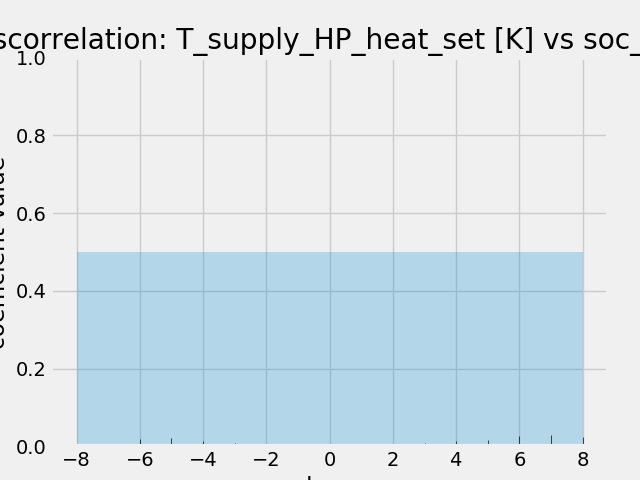 scorrelation: T_supply_HP_heat_set [K] vs soc_
1.0
0.8
0.6
0.4
0.2
0.0
coefficient value
−8 −6 −4 −2 0 2 4 6 8